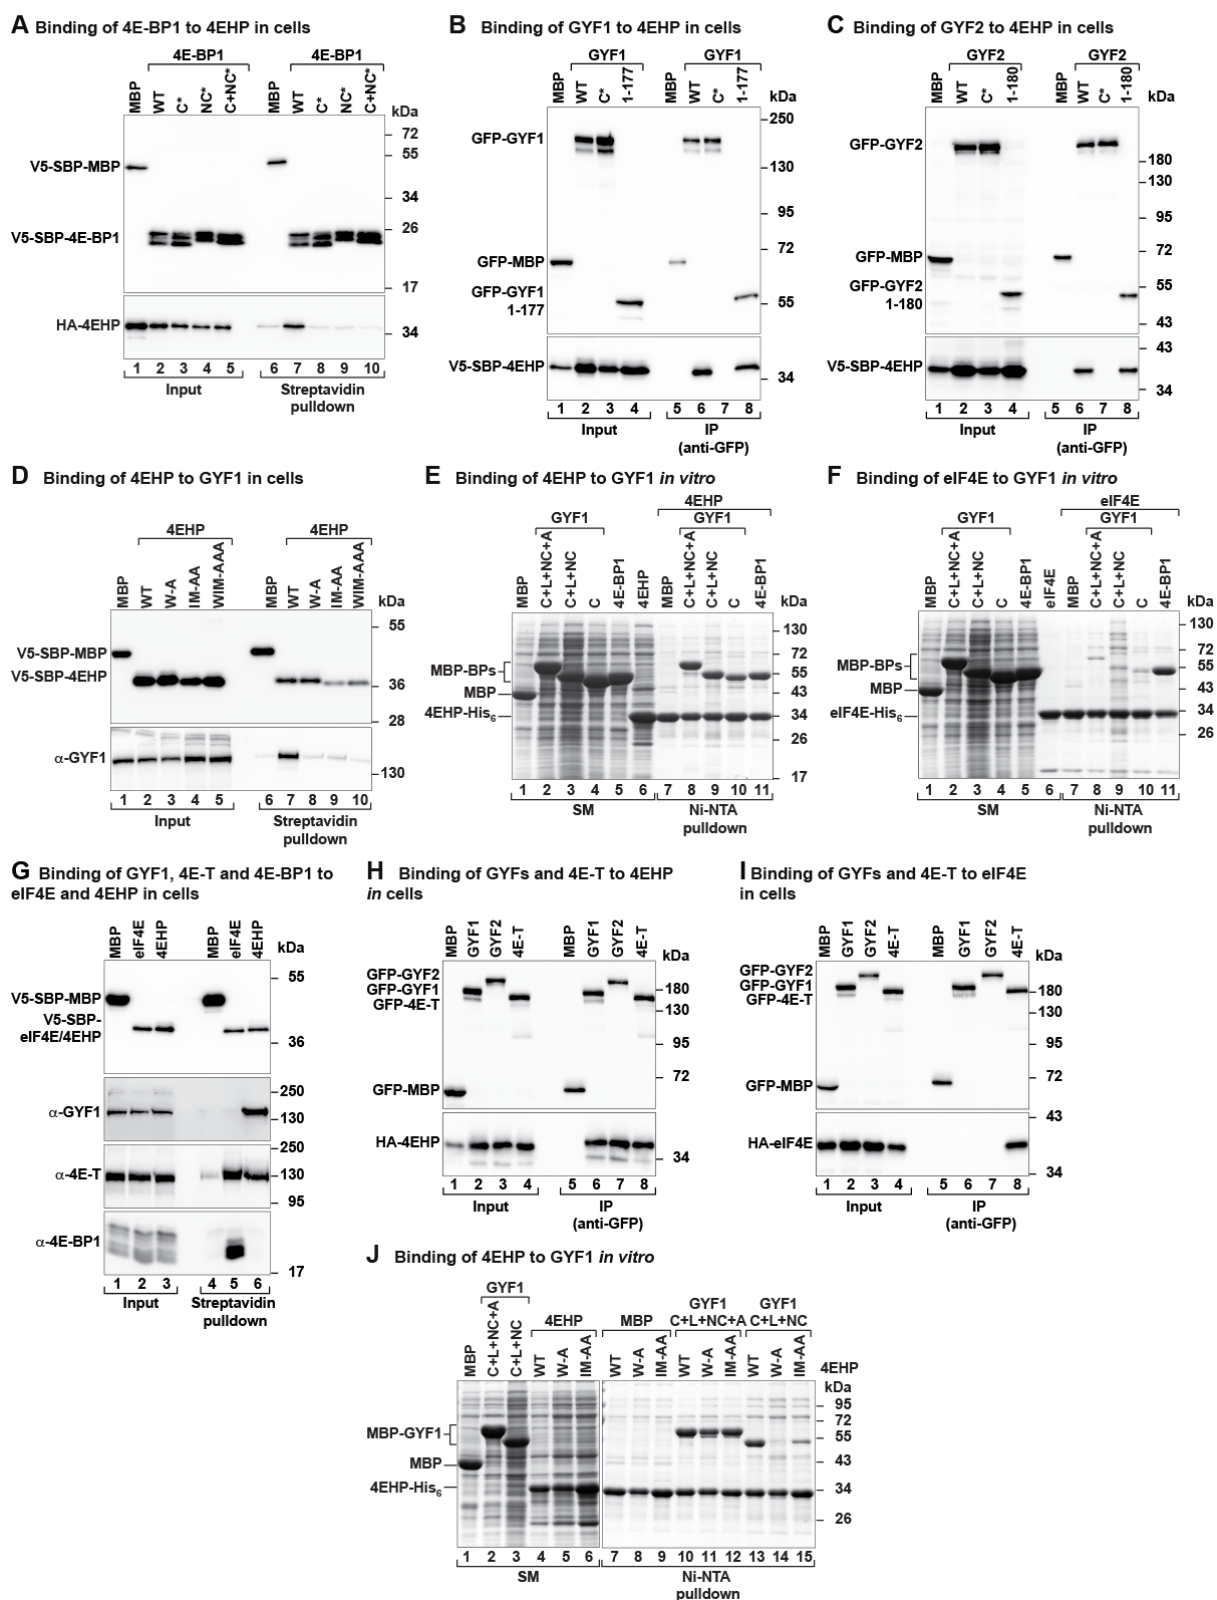 A Binding of 4E-BP1 to 4EHP in cells
4E-BP1
4E-BP1
MBP
WT
C*
NC*
C+NC*
MBP
WT
C*
NC*
C+NC*
kDa
72
55
34
26
17
34
V5-SBP-MBP
V5-SBP-4E-BP1
HA-4EHP
1 2 3 4 5 6 7 8 9 10
Input
Streptavidin
pulldown
B Binding of GYF1 to 4EHP in cells
GYF1
GYF1
MBP
WT
C*
1-177
MBP
WT
C*
1-177
kDa
250
130
95
72
55
34
GFP-GYF1
GFP-MBP
GFP-GYF1
1-177
V5-SBP-4EHP
1 2 3 4 5 6 7 8
Input
IP
(anti-GFP)
C Binding of GYF2 to 4EHP in cells
GYF2
GYF2
MBP
WT
C*
1-180
MBP
WT
C*
1-180
kDa
180
130
95
72
55
43
43
34
GFP-GYF2
GFP-MBP
GFP-GYF2
1-180
V5-SBP-4EHP
1 2 3 4 5 6 7 8
Input
IP
(anti-GFP)
D Binding of 4EHP to GYF1 in cells
4EHP
4EHP
MBP
WT
W-A
IM-AA
WIM-AAA
MBP
WT
W-A
IM-AA
WIM-AAA
kDa
55
36
28
130
V5-SBP-MBP
V5-SBP-4EHP
α-GYF1
1 2 3 4 5 6 7 8 9 10
Input
Streptavidin
pulldown
E Binding of 4EHP to GYF1 in vitro
4EHP
GYF1
GYF1
MBP
C+L+NC+A
C+L+NC
C
4E-BP1
4EHP
MBP
C+L+NC+A
C+L+NC
C
4E-BP1
kDa
130
72
55
43
34
26
17
MBP-BPs
MBP
4EHP-His6
1 2 3 4 5 6 7 8 9 10 11
SM
Ni-NTA
pulldown
F Binding of eIF4E to GYF1 in vitro
eIF4E
GYF1
GYF1
MBP
C+L+NC+A
C+L+NC
C
4E-BP1
eIF4E
MBP
C+L+NC+A
C+L+NC
C
4E-BP1
kDa
130
72
55
43
34
26
MBP-BPs
MBP
eIF4E-His6
1 2 3 4 5 6 7 8 9 10 11
SM
Ni-NTA
pulldown
G Binding of GYF1, 4E-T and 4E-BP1 to
eIF4E and 4EHP in cells
MBP
eIF4E
4EHP
MBP
eIF4E
4EHP
kDa
55
36
250
130
250
130
95
17
V5-SBP-MBP
V5-SBP-
eIF4E/4EHP
α-GYF1
α-4E-T
α-4E-BP1
1 2 3 4 5 6
Input
Streptavidin
pulldown
H Binding of GYFs and 4E-T to 4EHP
in cells
MBP
GYF1
GYF2
4E-T
MBP
GYF1
GYF2
4E-T
kDa
180
130
95
72
34
GFP-GYF2
GFP-GYF1
GFP-4E-T
GFP-MBP
HA-4EHP
1 2 3 4 5 6 7 8
Input
IP
(anti-GFP)
I Binding of GYFs and 4E-T to eIF4E
in cells
MBP
GYF1
GYF2
4E-T
MBP
GYF1
GYF2
4E-T
kDa
180
130
95
72
43
34
GFP-GYF2
GFP-GYF1
GFP-4E-T
GFP-MBP
HA-eIF4E
1 2 3 4 5 6 7 8
Input
IP
(anti-GFP)
J Binding of 4EHP to GYF1 in vitro
GYF1
4EHP
MBP
GYF1
C+L+NC+A
GYF1
C+L+NC
MBP
C+L+NC+A
C+L+NC
WT
W-A
IM-AA
WT
W-A
IM-AA
WT
W-A
IM-AA
WT
W-A
IM-AA
4EHP
kDa
95
72
55
43
34
26
MBP-GYF1
MBP
4EHP-His6
1 2 3 4 5 6 7 8 9 10 11 12 13 14 15
SM
Ni-NTA
pulldown